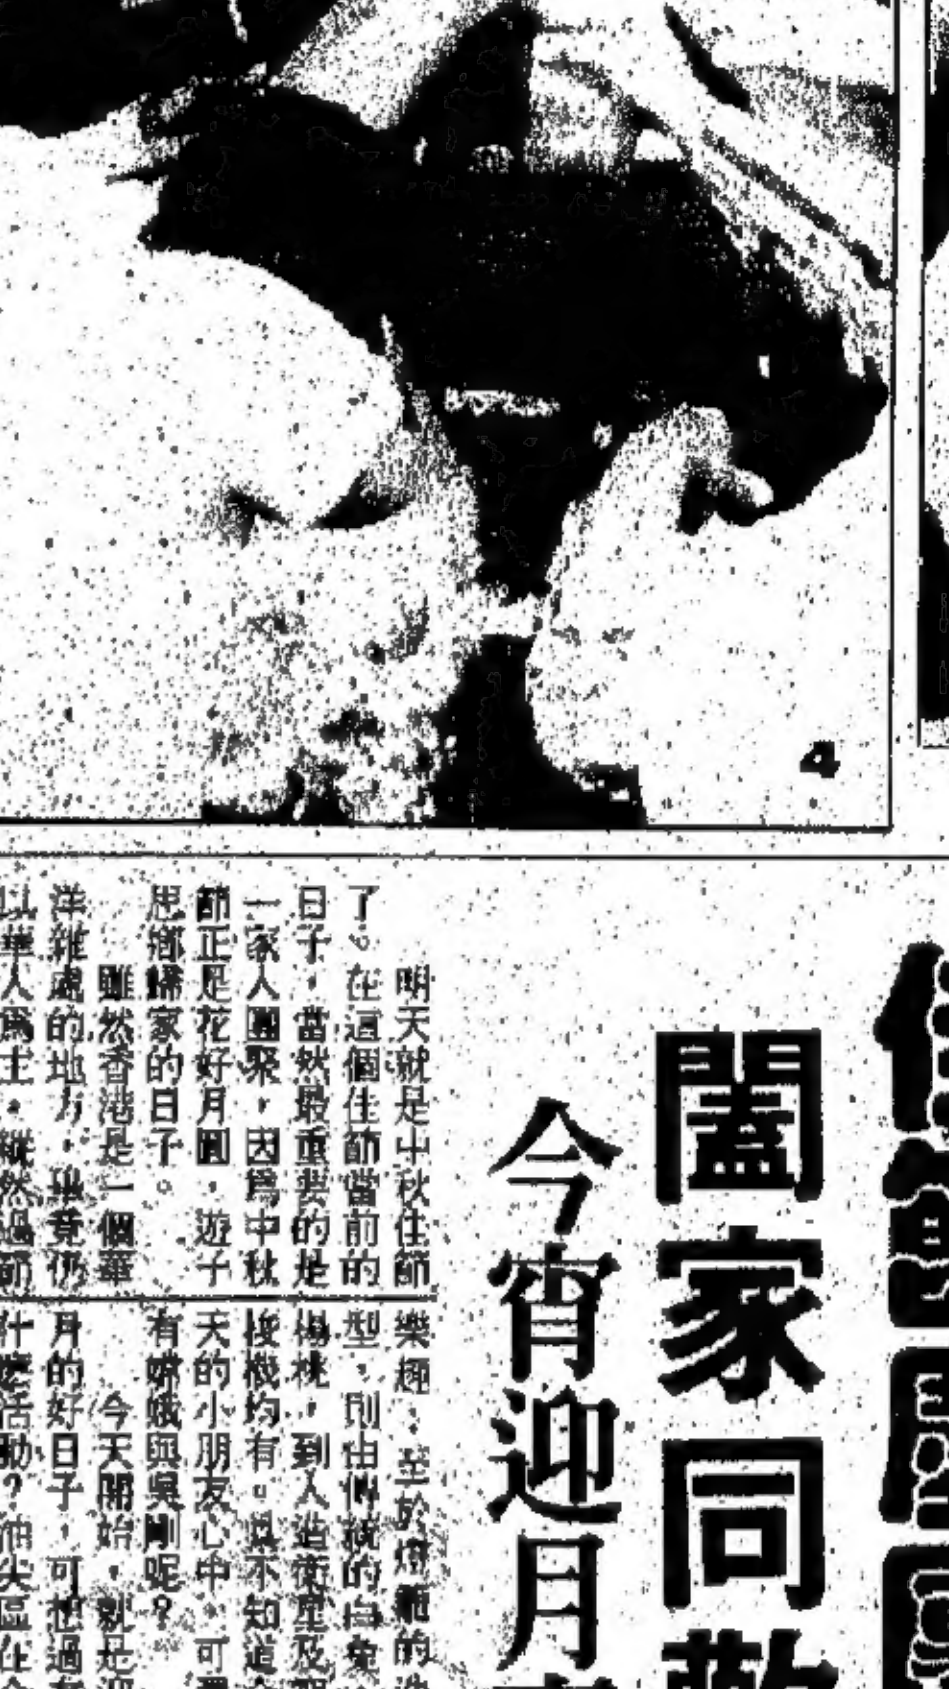 闔家同歡
今宵迎月
明天就是中秋佳節
了。在這個佳節當前的
日子，當然最重要的是
一家人團聚，因爲中秋
節正是花好月圓，遊子
思鄉歸家的日子。
雖然香港是一個華
洋雜處的地方，畢竟仍
以華人爲主，縱然過節
樂趣，至於燈籠的
型，則由傳統的白兔
楊桃，到人造衛星及
機均有。真不知道
天的小朋友心中，可
有嫦娥與吳剛呢？
今天開始，就是迎
月的好日子，可把過
什麼活動？油尖區在
4